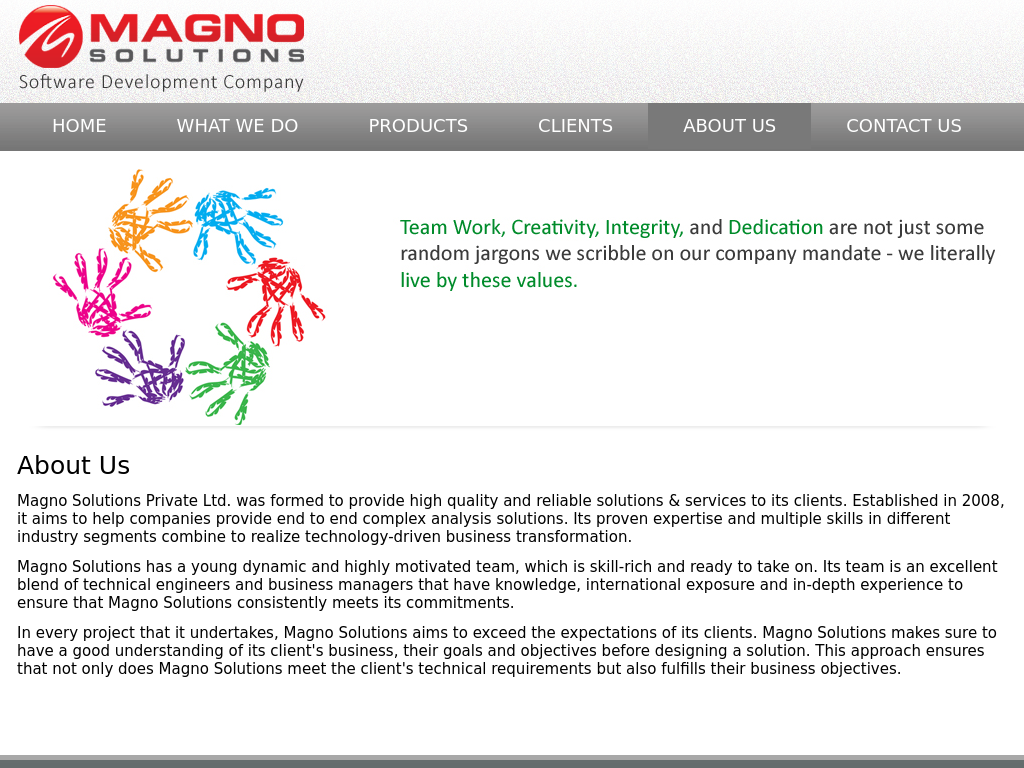 MAGNO
SOLUTIONS
Software Development Company
HOME WHAT WE DO PRODUCTS CLIENTS ABOUT US CONTACT US
Team Work, Creativity, Integrity, and Dedication are not just some
random jargons we scribble on our company mandate - we literally
live by these values.
About Us
Magno Solutions Private Ltd. was formed to provide high quality and reliable solutions & services to its clients. Established in 2008,
it aims to help companies provide end to end complex analysis solutions. Its proven expertise and multiple skills in different
industry segments combine to realize technology-driven business transformation.
Magno Solutions has a young dynamic and highly motivated team, which is skill-rich and ready to take on. Its team is an excellent
blend of technical engineers and business managers that have knowledge, international exposure and in-depth experience to
ensure that Magno Solutions consistently meets its commitments.
In every project that it undertakes, Magno Solutions aims to exceed the expectations of its clients. Magno Solutions makes sure to
have a good understanding of its client's business, their goals and objectives before designing a solution. This approach ensures
that not only does Magno Solutions meet the client's technical requirements but also fulfills their business objectives.